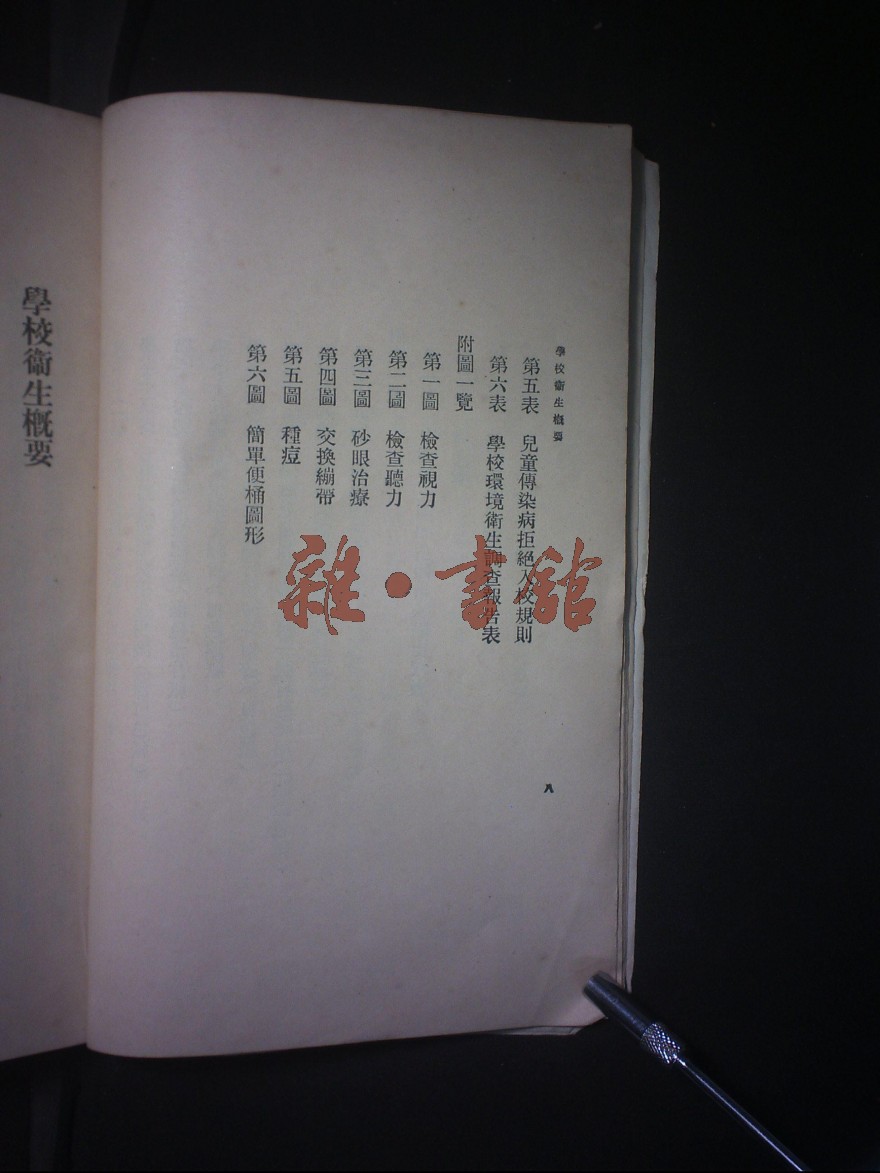 學校衞生概要
第五表　兒童傳染病拒絕入校規則
第六表　學校環境衞生調查報告表
附圖一覽
第一圖　檢查視力
第二圖　檢查聽力
第三圖　砂眼治療
第四圖　交換繃帶
第五圖　種痘
第六圖　簡單便桶圖形
八
學校衞生概要
雜·書館